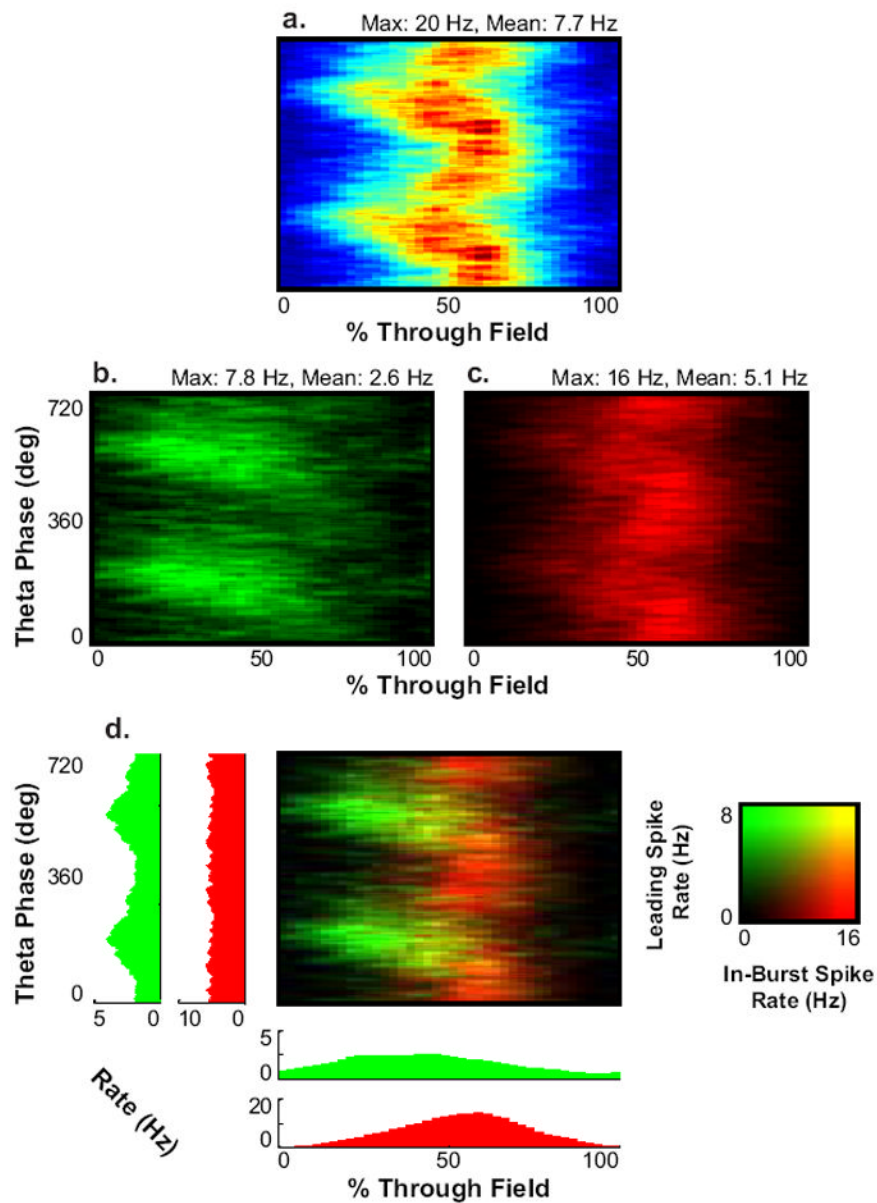 a.
Max: 20 Hz, Mean: 7.7 Hz
0 50 100
% Through Field
b.
Max: 7.8 Hz, Mean: 2.6 Hz
c.
Max: 16 Hz, Mean: 5.1 Hz
Theta Phase (deg)
720
360
0
0 50 100
0 50 100
% Through Field
d.
Theta Phase (deg)
720
360
0
5 0
10 0
Rate (Hz)
5
0
20
0
0 50 100
% Through Field
Leading Spike
Rate (Hz)
8
0
0 16
In-Burst Spike
Rate (Hz)